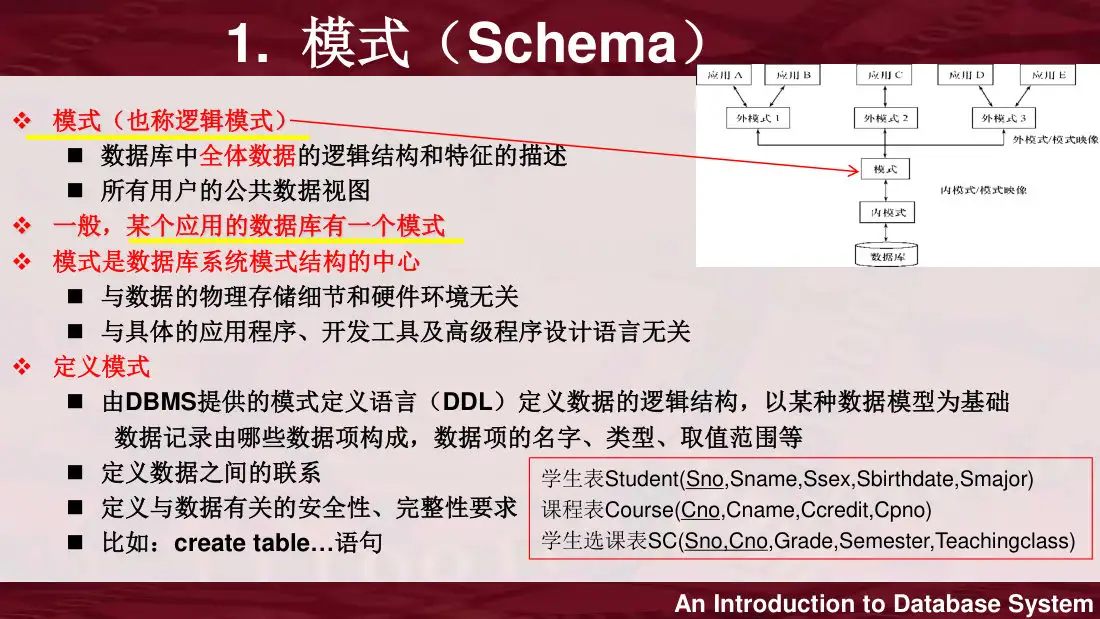 1. 模式（Schema）
模式（也称逻辑模式）
数据库中全体数据的逻辑结构和特征的描述
所有用户的公共数据视图
一般，某个应用的数据库有一个模式
模式是数据库系统模式结构的中心
与数据的物理存储细节和硬件环境无关
与具体的应用程序、开发工具及高级程序设计语言无关
定义模式
由DBMS提供的模式定义语言（DDL）定义数据的逻辑结构，以某种数据模型为基础
数据记录由哪些数据项构成，数据项的名字、类型、取值范围等
定义数据之间的联系
定义与数据有关的安全性、完整性要求
比如：create table…语句
应用 A 应用 B 应用 C 应用 D 应用 E
外模式 1 外模式 2 外模式 3
外模式/模式映像
模式
内模式/模式映像
内模式
数据库
学生表Student(Sno,Sname,Ssex,Sbirthdate,Smajor)
课程表Course(Cno,Cname,Ccredit,Cpno)
学生选课表SC(Sno,Cno,Grade,Semester,Teachingclass)
An Introduction to Database System